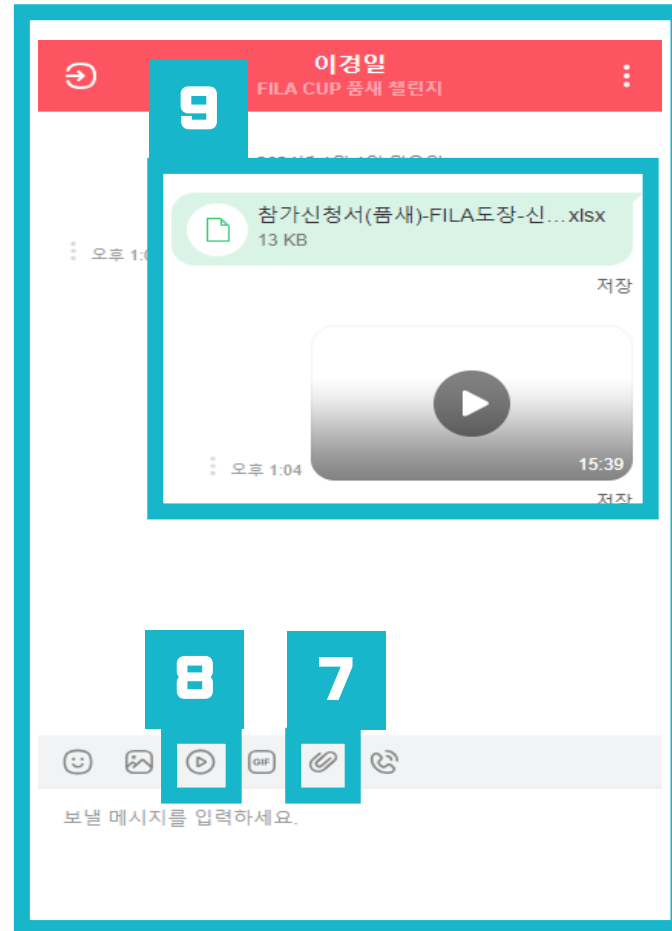 이경일
FILA CUP 품새 챌린지
9
참가신청서(품새)-FILA도장-신...xlsx
13 KB
오후 1:0
저장
15:39
오후 1:04
저장
8
7
GIF
보낼 메시지를 입력하세요.